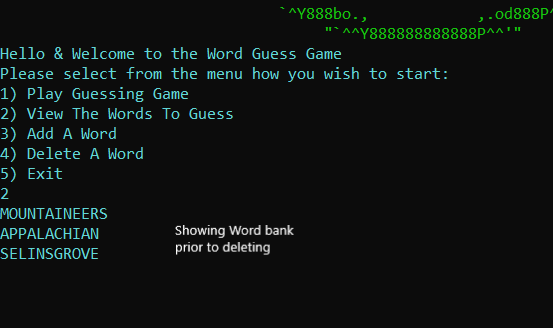 `^Y888bo.,            ,.od888P^
"`^^Y888888888888P^^'"
Hello & Welcome to the Word Guess Game
Please select from the menu how you wish to start:
1) Play Guessing Game
2) View The Words To Guess
3) Add A Word
4) Delete A Word
5) Exit
2
MOUNTAINEERS
APPALACHIAN
SELINSGROVE
Showing Word bank
prior to deleting